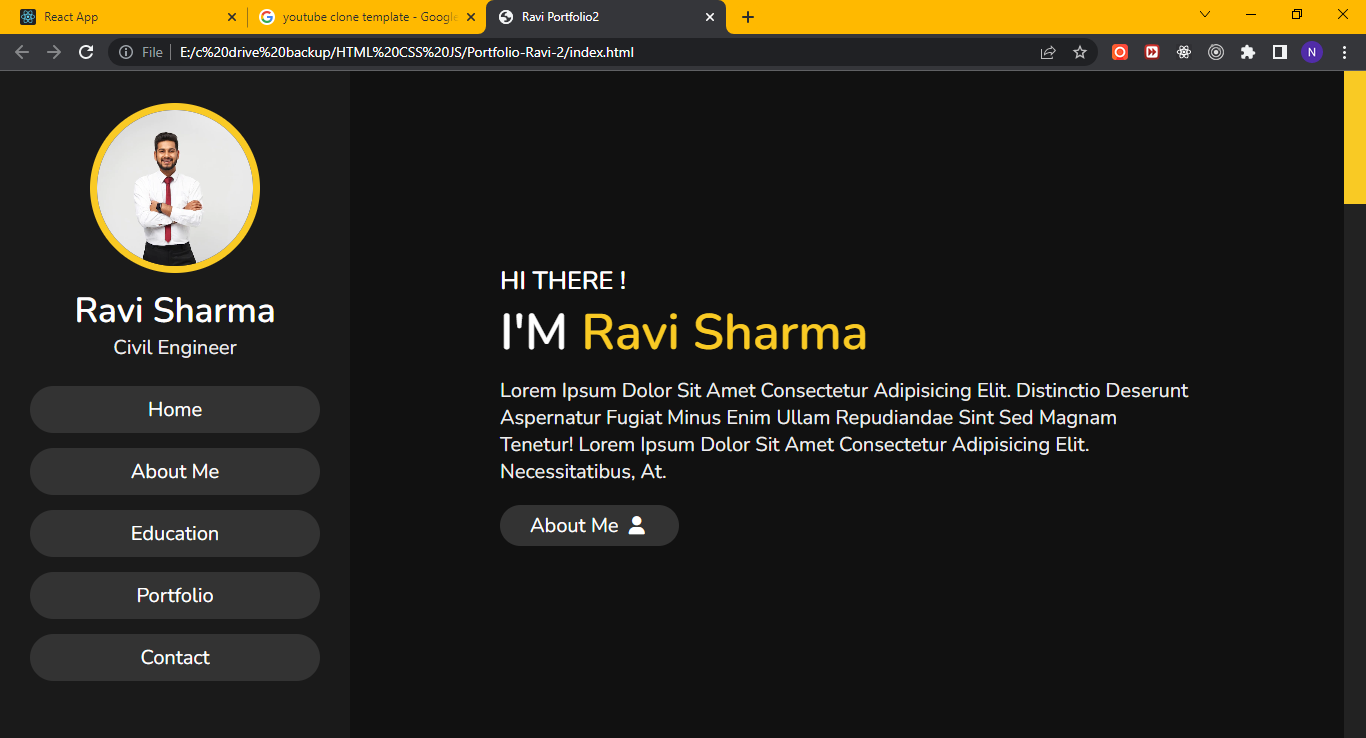 React App
youtube clone template - Google
Ravi Portfolio2
File
E:/c%20drive%20backup/HTML%20CSS%20JS/Portfolio-Ravi-2/index.html
N
Ravi Sharma
Civil Engineer
Home
About Me
Education
Portfolio
Contact
HI THERE !
I'M Ravi Sharma
Lorem Ipsum Dolor Sit Amet Consectetur Adipisicing Elit. Distinctio Deserunt
Aspernatur Fugiat Minus Enim Ullam Repudiandae Sint Sed Magnam
Tenetur! Lorem Ipsum Dolor Sit Amet Consectetur Adipisicing Elit.
Necessitatibus, At.
About Me